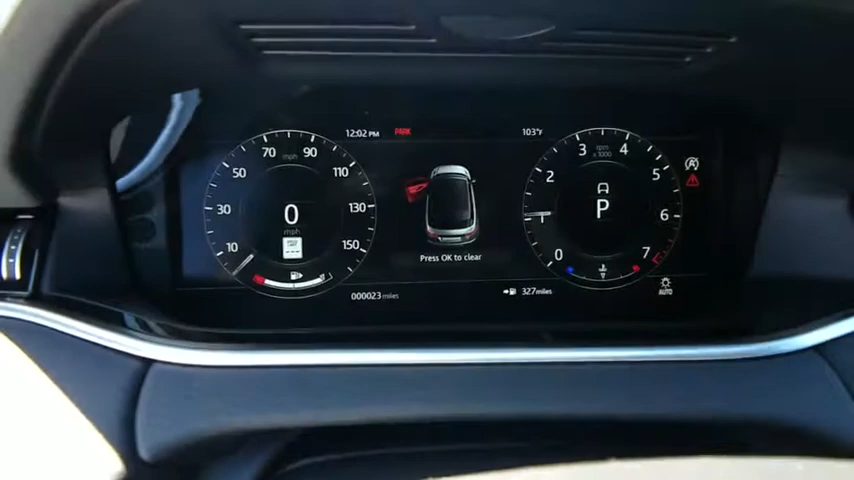 12:02 PM PARK 103°F
10 30 50 70 90 110 130 150
mph
0
mph
Press OK to clear
0 1 2 3 4 5 6 7
rpm
x 1000
P
000023 miles
327 miles
AUTO